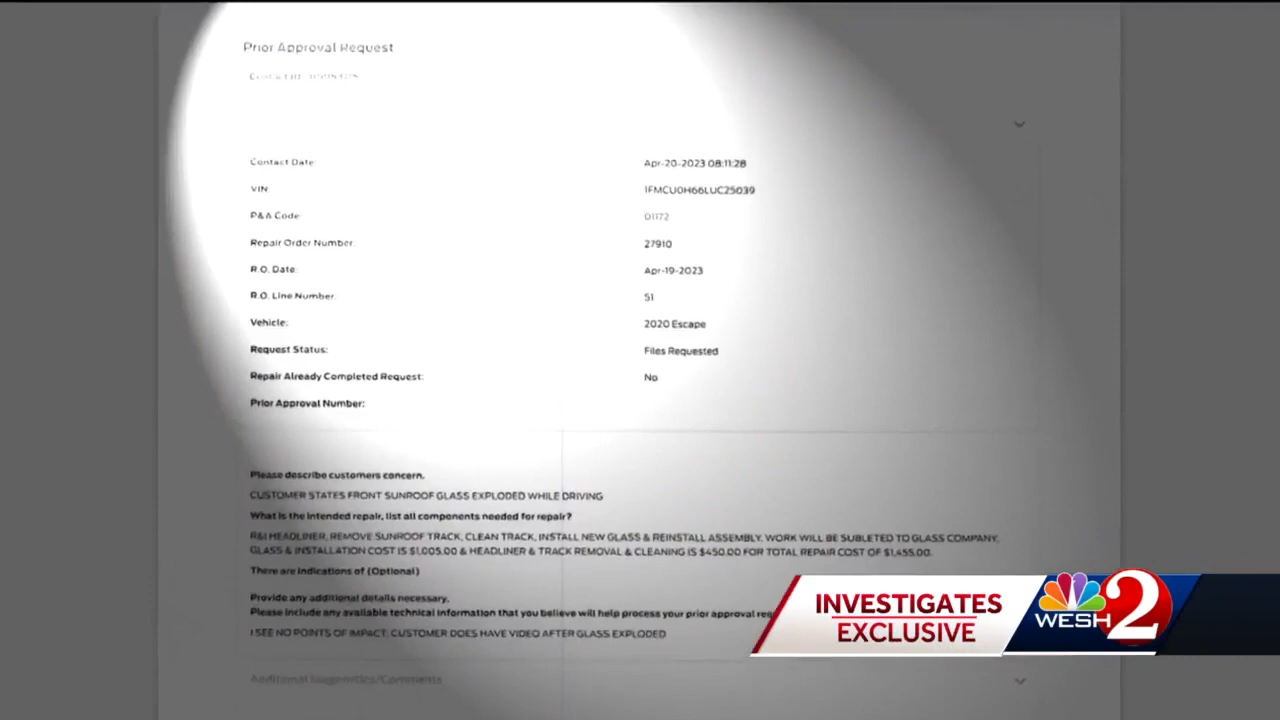 Prior Approval Request
Contact Date:
Apr-20-2023 08:11:28
VIN:
1FMCU0H66LUC25039
P&A Code:
01172
Repair Order Number:
27910
R.O. Date:
Apr-19-2023
R.O. Line Number:
51
Vehicle:
2020 Escape
Request Status:
Files Requested
Repair Already Completed Request:
No
Prior Approval Number:
Please describe customers concern.
CUSTOMER STATES FRONT SUNROOF GLASS EXPLODED WHILE DRIVING
What is the intended repair, list all components needed for repair?
R&I HEADLINER, REMOVE SUNROOF TRACK, CLEAN TRACK, INSTALL NEW GLASS & REINSTALL ASSEMBLY. WORK WILL BE SUBLETED TO GLASS COMPANY,
GLASS & INSTALLATION COST IS $1,005.00 & HEADLINER & TRACK REMOVAL & CLEANING IS $450.00 FOR TOTAL REPAIR COST OF $1,455.00.
There are indications of (Optional)
Provide any additional details necessary.
Please include any available technical information that you believe will help process your prior approval req
I SEE NO POINTS OF IMPACT; CUSTOMER DOES HAVE VIDEO AFTER GLASS EXPLODED
Additional Diagnostics/Comments
INVESTIGATES
EXCLUSIVE
WESH 2